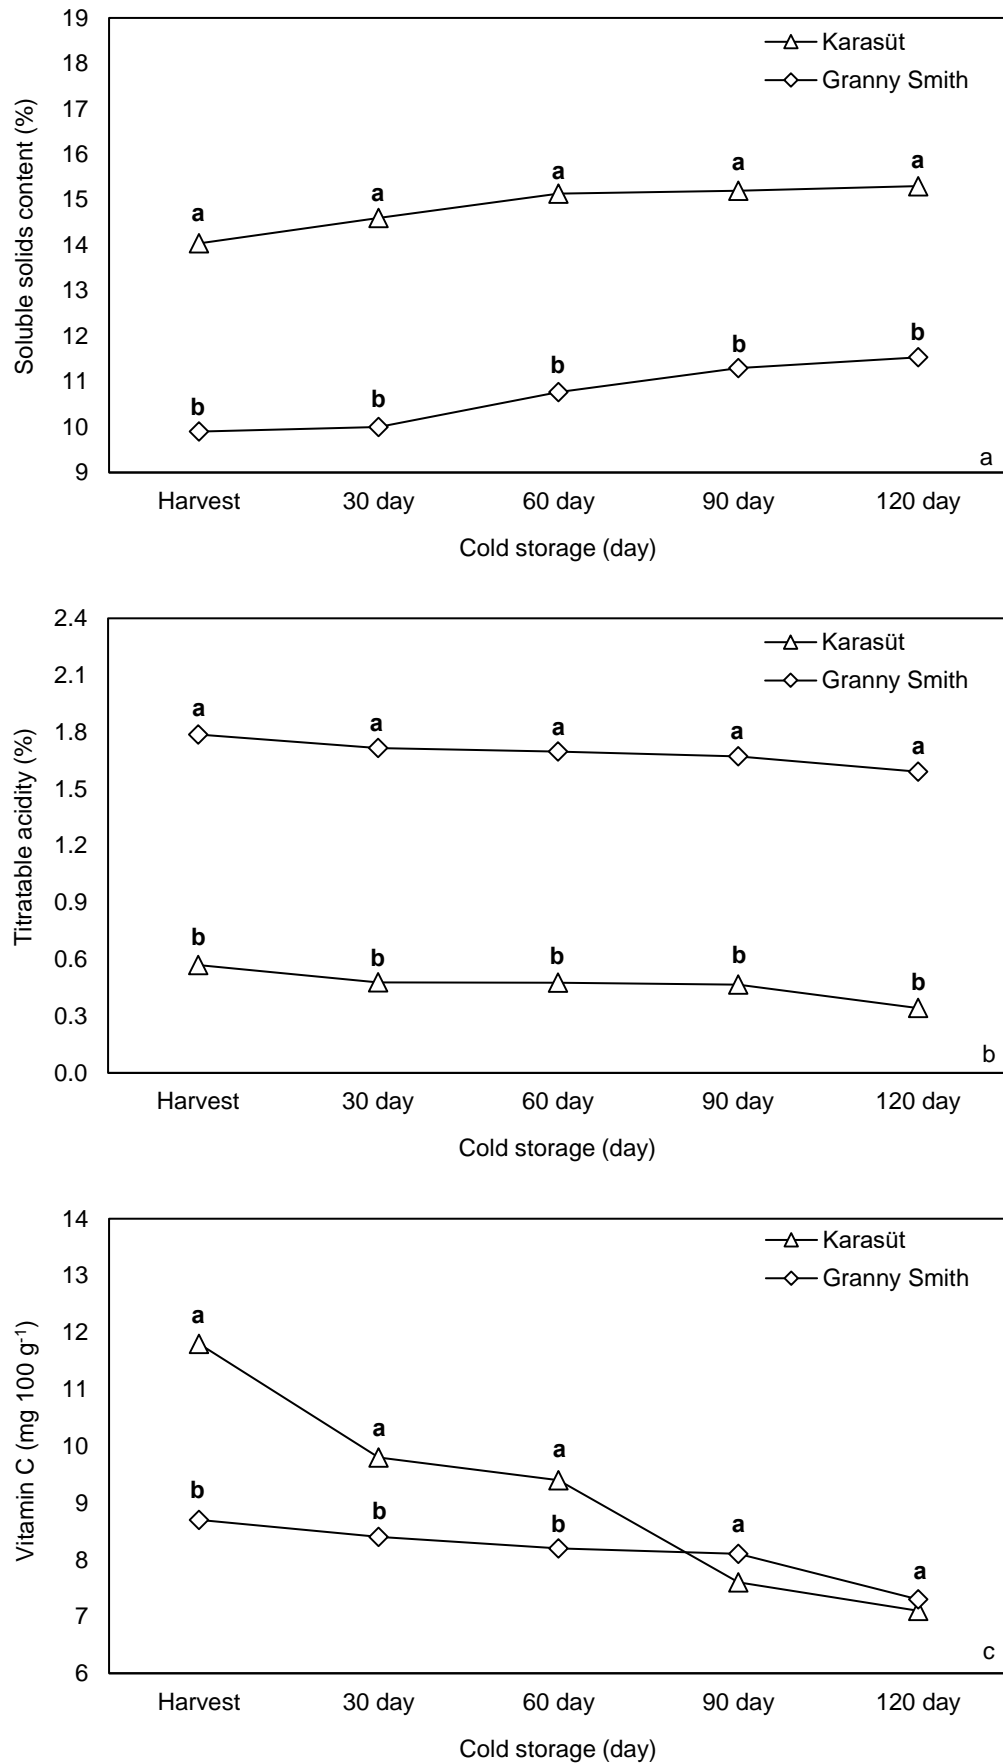 19
18
17
16
15
14
13
12
11
10
9
Soluble solids content (%)
Karasüt
Granny Smith
a
a
a
a
a
b
b
b
b
b
a
Harvest
30 day
60 day
90 day
120 day
Cold storage (day)
2.4
2.1
1.8
1.5
1.2
0.9
0.6
0.3
0.0
Titratable acidity (%)
Karasüt
Granny Smith
a
a
a
a
a
b
b
b
b
b
b
Harvest
30 day
60 day
90 day
120 day
Cold storage (day)
14
13
12
11
10
9
8
7
6
Vitamin C (mg 100 g⁻¹)
Karasüt
Granny Smith
a
a
a
b
b
b
a
a
c
Harvest
30 day
60 day
90 day
120 day
Cold storage (day)